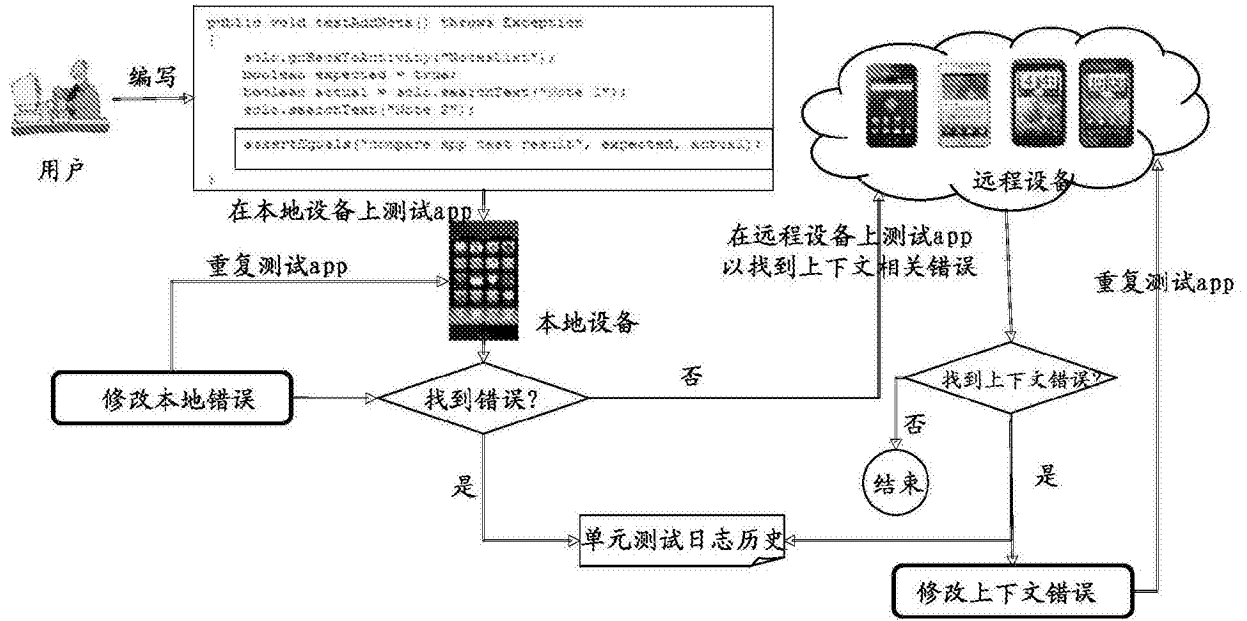 public void testAddNote() throws Exception
{
solo.goBackToActivity("NotesList");
boolean expected = true;
boolean actual = solo.searchText("Note 1");
solo.searchText("Note 2");
assertEquals("Compare app test result", expected, actual);
}
编写
用户
远程设备
在本地设备上测试app
在远程设备上测试app
以找到上下文相关错误
重复测试app
重复测试app
本地设备
修改本地错误
找到错误?
否
找到上下文错误?
否
是
是
结束
单元测试日志历史
修改上下文错误